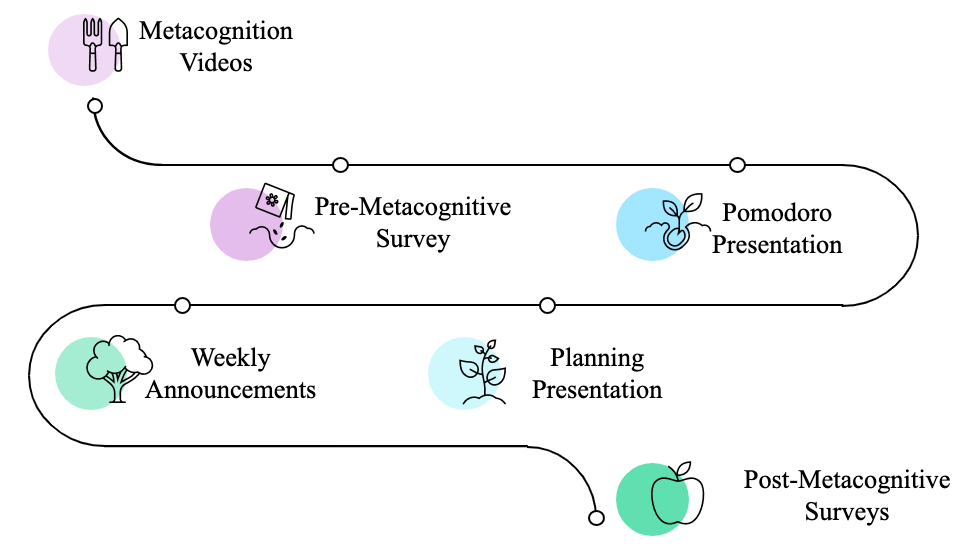 Metacognition
Videos
Pre-Metacognitive
Survey
Pomodoro
Presentation
Weekly
Announcements
Planning
Presentation
Post-Metacognitive
Surveys